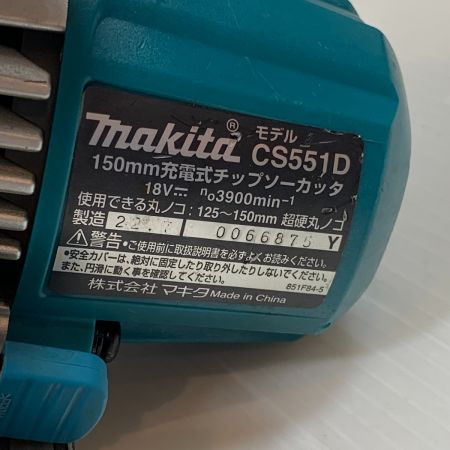 makita® モデル CS551D
150mm充電式チップソーカッタ
18V⎓ n₀3900min⁻¹
使用できる丸ノコ：125～150mm 超硬丸ノコ
製造 22. 0066875 Y
⚠警告 •ご使用前に取扱説明書を必ずよくお読みください。
•安全カバーは、絶対に固定したり取り外したりしないでください。
また、円滑に動く事を確認してください。
851F84-5
株式会社 マキタ Made in China